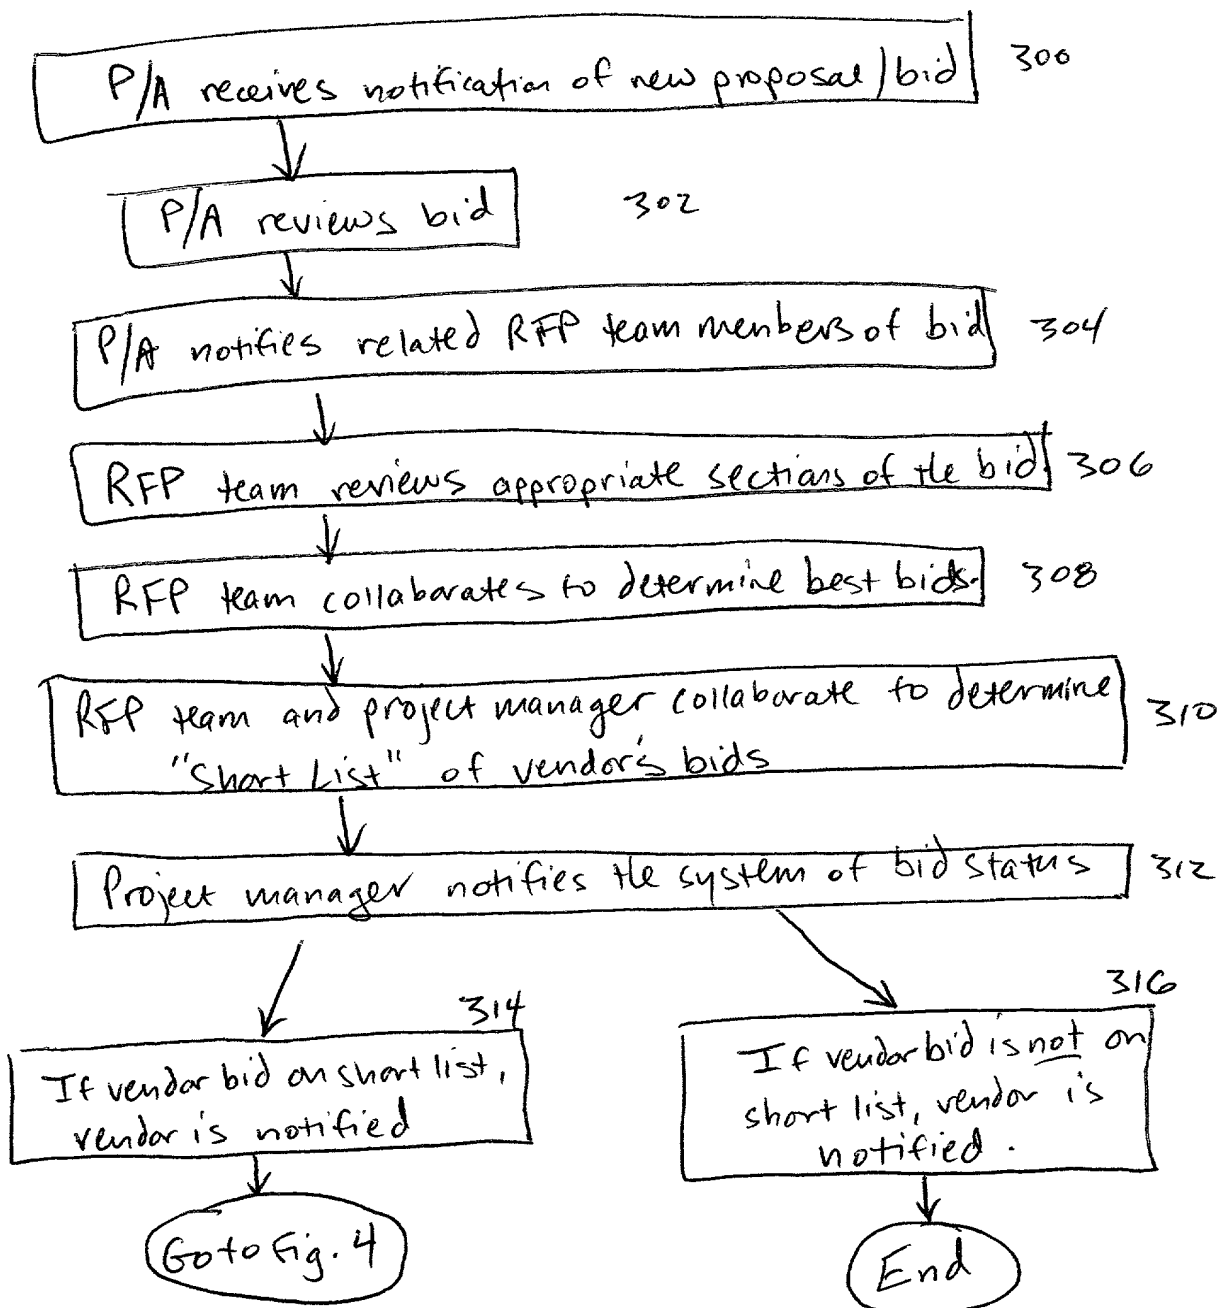 P/A receives notification of new proposal/bid 300
P/A reviews bid 302
P/A notifies related RFP team members of bid 304
RFP team reviews appropriate sections of the bid. 306
RFP team collaborates to determine best bids. 308
RFP team and project manager collaborate to determine 310
"Short List" of vendor's bids
Project manager notifies the system of bid status 312
314
If vendor bid on short list,
vendor is notified
Go to Fig. 4
316
If vendor bid is not on
short list, vendor is
notified.
End